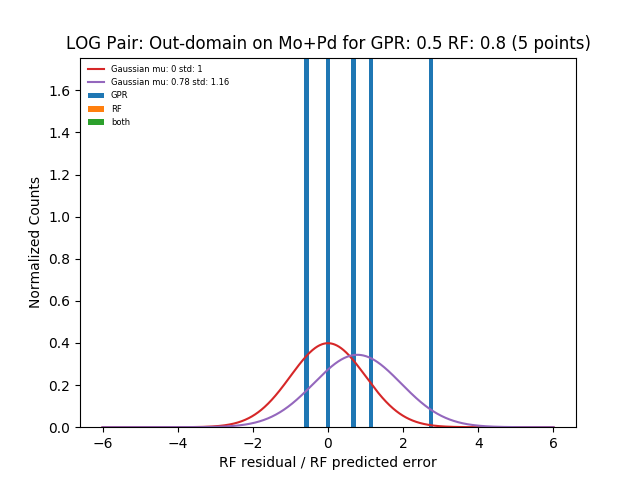 LOG Pair: Out-domain on Mo+Pd for GPR: 0.5 RF: 0.8 (5 points)
Gaussian mu: 0 std: 1
Gaussian mu: 0.78 std: 1.16
GPR
RF
both
Normalized Counts
1.6
1.4
1.2
1.0
0.8
0.6
0.4
0.2
0.0
−6
−4
−2
0
2
4
6
RF residual / RF predicted error